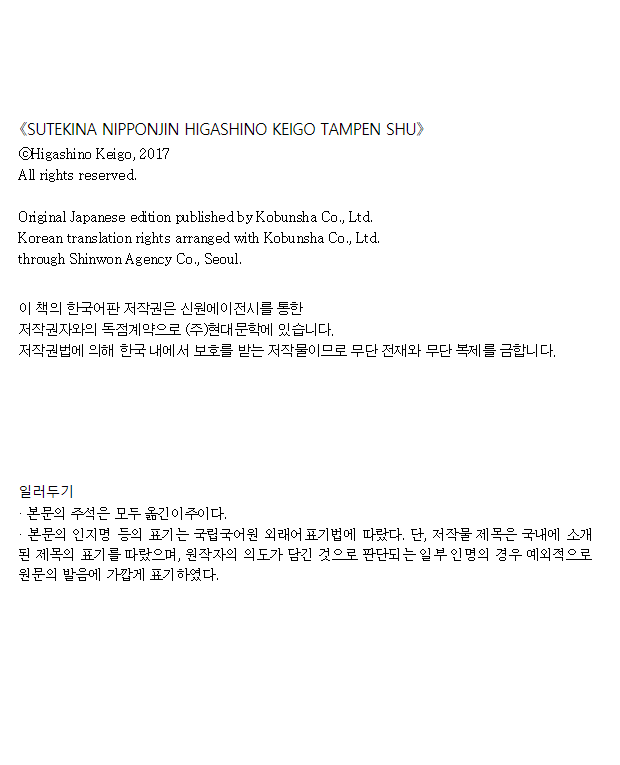 《SUTEKINA NIPPONJIN HIGASHINO KEIGO TAMPEN SHU》
ⓒHigashino Keigo, 2017
All rights reserved.
Original Japanese edition published by Kobunsha Co., Ltd.
Korean translation rights arranged with Kobunsha Co., Ltd.
through Shinwon Agency Co., Seoul.
이 책의 한국어판 저작권은 신원에이전시를 통한
저작권자와의 독점계약으로 (주)현대문학에 있습니다.
저작권법에 의해 한국 내에서 보호를 받는 저작물이므로 무단 전재와 무단 복제를 금합니다.
일러두기
· 본문의 주석은 모두 옮긴이주이다.
· 본문의 인지명 등의 표기는 국립국어원 외래어표기법에 따랐다. 단, 저작물 제목은 국내에 소개
된 제목의 표기를 따랐으며, 원작자의 의도가 담긴 것으로 판단되는 일부 인명의 경우 예외적으로
원문의 발음에 가깝게 표기하였다.